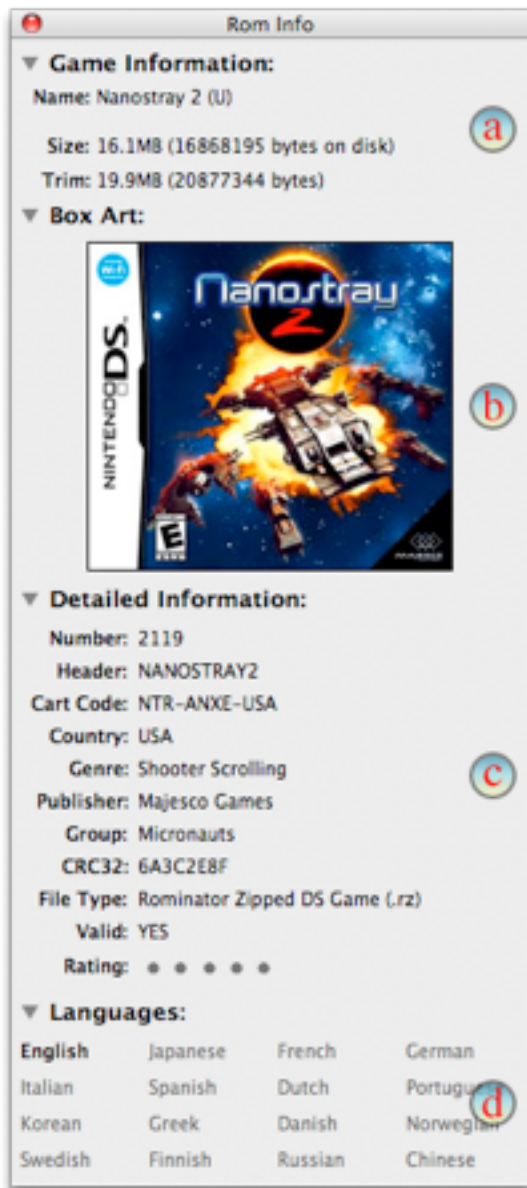 Rom Info
Game Information:
Name: Nanostray 2 (U)
a
Size: 16.1MB (16868195 bytes on disk)
Trim: 19.9MB (20877344 bytes)
Box Art:
Wi-Fi
NINTENDO DS
Nanostray
2
E
MAJESCO
b
Detailed Information:
Number: 2119
Header: NANOSTRAY2
Cart Code: NTR-ANXE-USA
Country: USA
Genre: Shooter Scrolling
c
Publisher: Majesco Games
Group: Micronauts
CRC32: 6A3C2E8F
File Type: Rominator Zipped DS Game (.rz)
Valid: YES
Rating: • • • • •
Languages:
English Japanese French German
Italian Spanish Dutch Portuguese
d
Korean Greek Danish Norwegian
Swedish Finnish Russian Chinese